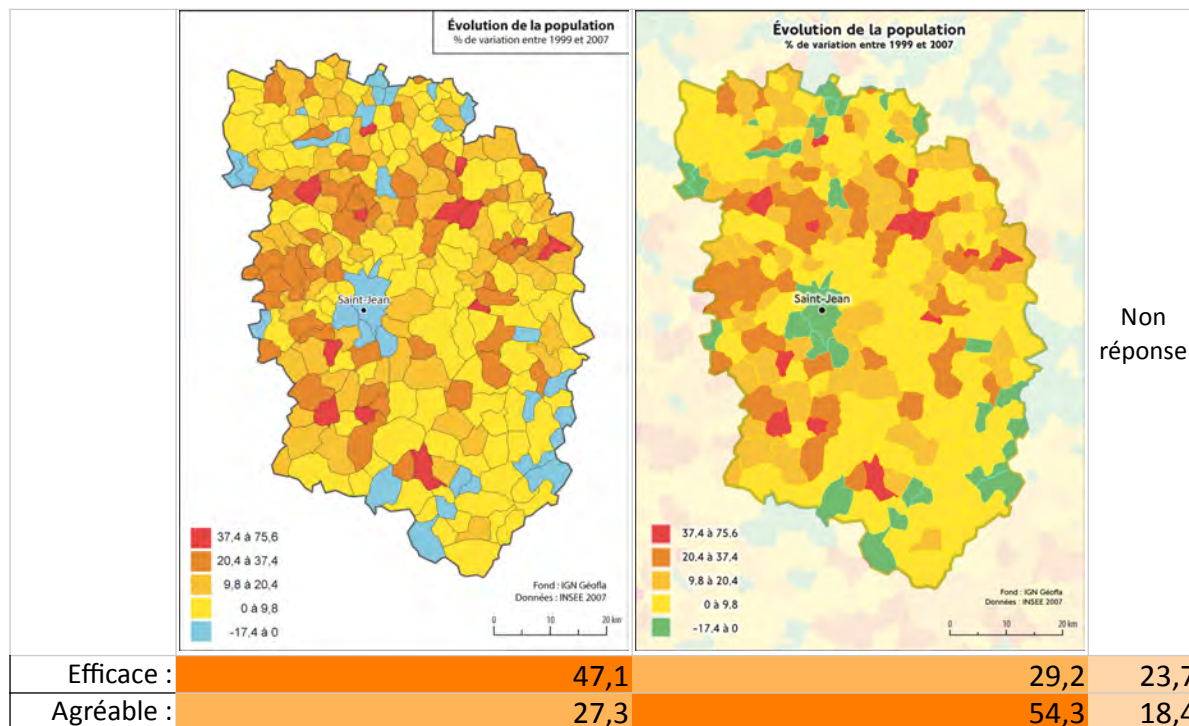 Évolution de la population
% de variation entre 1999 et 2007
Saint-Jean
37,4 à 75,6
20,4 à 37,4
9,8 à 20,4
0 à 9,8
-17,4 à 0
Fond : IGN Géofla
Données : INSEE 2007
0 10 20 km
Évolution de la population
% de variation entre 1999 et 2007
Saint-Jean
37,4 à 75,6
20,4 à 37,4
9,8 à 20,4
0 à 9,8
-17,4 à 0
Fond : IGN Géofla
Données : INSEE 2007
0 10 20 km
Non
réponse
Efficace : 47,1 29,2 23,7
Agréable : 27,3 54,3 18,4